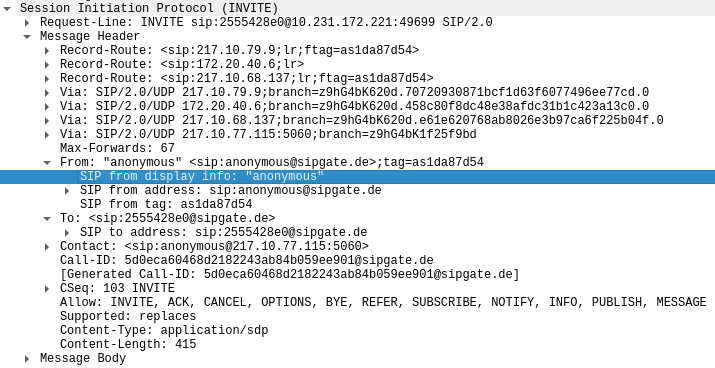 Session Initiation Protocol (INVITE)
Request-Line: INVITE sip:2555428e0@10.231.172.221:49699 SIP/2.0
Message Header
Record-Route: <sip:217.10.79.9;lr;ftag=as1da87d54>
Record-Route: <sip:172.20.40.6;lr>
Record-Route: <sip:217.10.68.137;lr;ftag=as1da87d54>
Via: SIP/2.0/UDP 217.10.79.9;branch=z9hG4bK620d.70720930871bcf1d63f6077496ee77cd.0
Via: SIP/2.0/UDP 172.20.40.6;branch=z9hG4bK620d.458c80f8dc48e38afdc31b1c423a13c0.0
Via: SIP/2.0/UDP 217.10.68.137;branch=z9hG4bK620d.e61e620768ab8026e3b97ca6f225b04f.0
Via: SIP/2.0/UDP 217.10.77.115:5060;branch=z9hG4bK1f25f9bd
Max-Forwards: 67
From: "anonymous" <sip:anonymous@sipgate.de>;tag=as1da87d54
SIP from display info: "anonymous"
SIP from address: sip:anonymous@sipgate.de
SIP from tag: as1da87d54
To: <sip:2555428e0@sipgate.de>
SIP to address: sip:2555428e0@sipgate.de
Contact: <sip:anonymous@217.10.77.115:5060>
Call-ID: 5d0eca60468d2182243ab84b059ee901@sipgate.de
[Generated Call-ID: 5d0eca60468d2182243ab84b059ee901@sipgate.de]
CSeq: 103 INVITE
Allow: INVITE, ACK, CANCEL, OPTIONS, BYE, REFER, SUBSCRIBE, NOTIFY, INFO, PUBLISH, MESSAGE
Supported: replaces
Content-Type: application/sdp
Content-Length: 415
Message Body